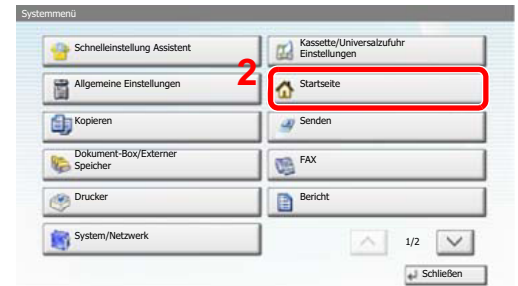 Systemmenü
Schnelleinstellung Assistent
Kassette/Universalzufuhr
Einstellungen
Allgemeine Einstellungen
2
Startseite
Kopieren
Senden
Dokument-Box/Externer
Speicher
FAX
Drucker
Bericht
System/Netzwerk
1/2
Schließen